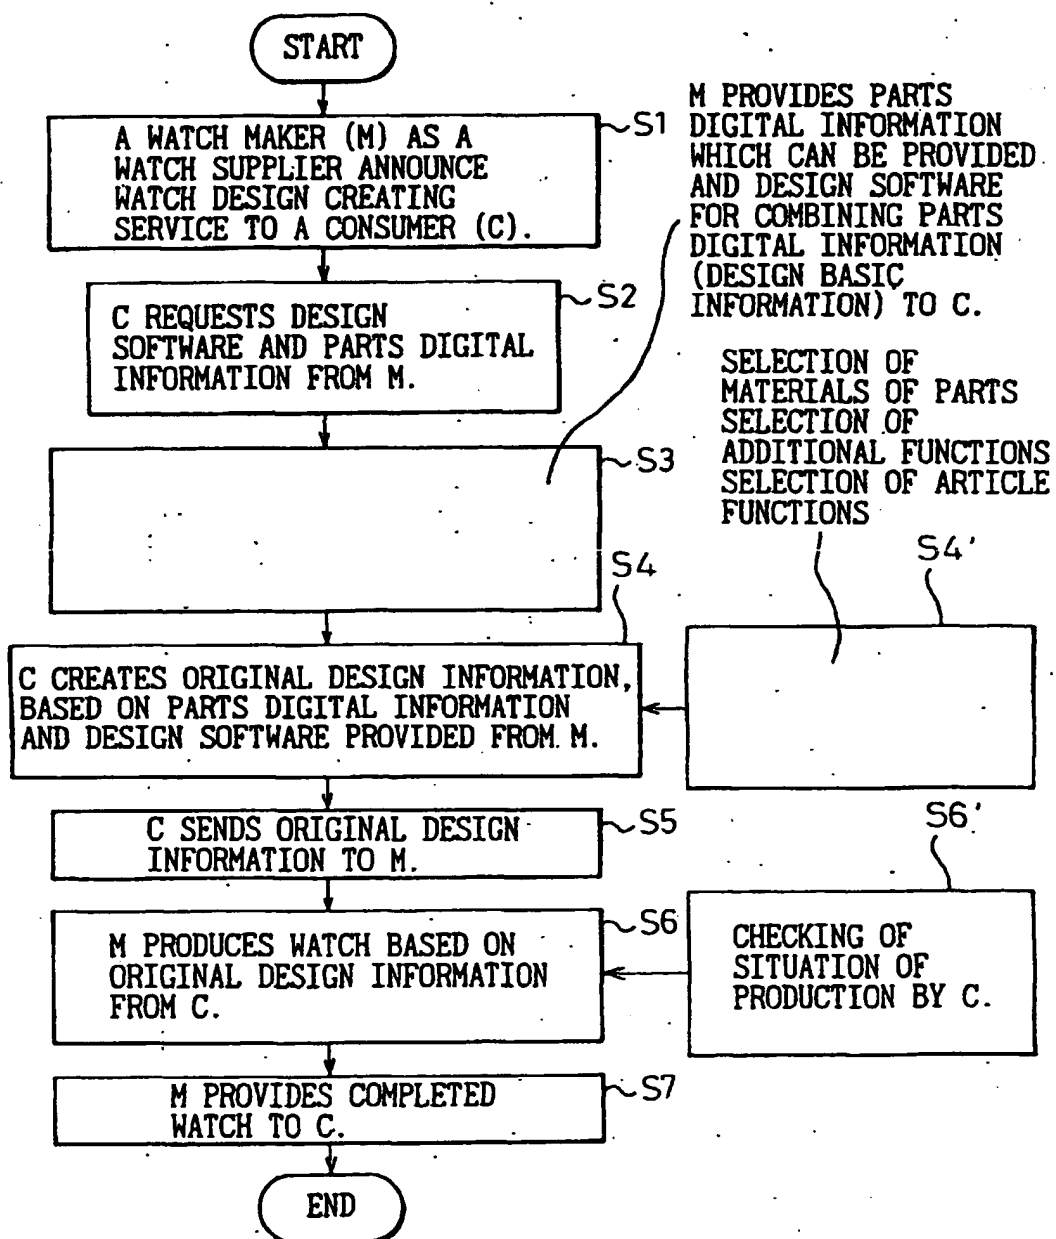 START
A WATCH MAKER (M) AS A
WATCH SUPPLIER ANNOUNCE
WATCH DESIGN CREATING
SERVICE TO A CONSUMER (C).
S1
C REQUESTS DESIGN
SOFTWARE AND PARTS DIGITAL
INFORMATION FROM M.
S2
M PROVIDES PARTS
DIGITAL INFORMATION
WHICH CAN BE PROVIDED
AND DESIGN SOFTWARE
FOR COMBINING PARTS
DIGITAL INFORMATION
(DESIGN BASIC
INFORMATION) TO C.
S3
SELECTION OF
MATERIALS OF PARTS
SELECTION OF
ADDITIONAL FUNCTIONS
SELECTION OF ARTICLE
FUNCTIONS
S4
S4'
C CREATES ORIGINAL DESIGN INFORMATION,
BASED ON PARTS DIGITAL INFORMATION
AND DESIGN SOFTWARE PROVIDED FROM M.
C SENDS ORIGINAL DESIGN
INFORMATION TO M.
S5
S6'
M PRODUCES WATCH BASED ON
ORIGINAL DESIGN INFORMATION
FROM C.
S6
CHECKING OF
SITUATION OF
PRODUCTION BY C.
M PROVIDES COMPLETED
WATCH TO C.
S7
END